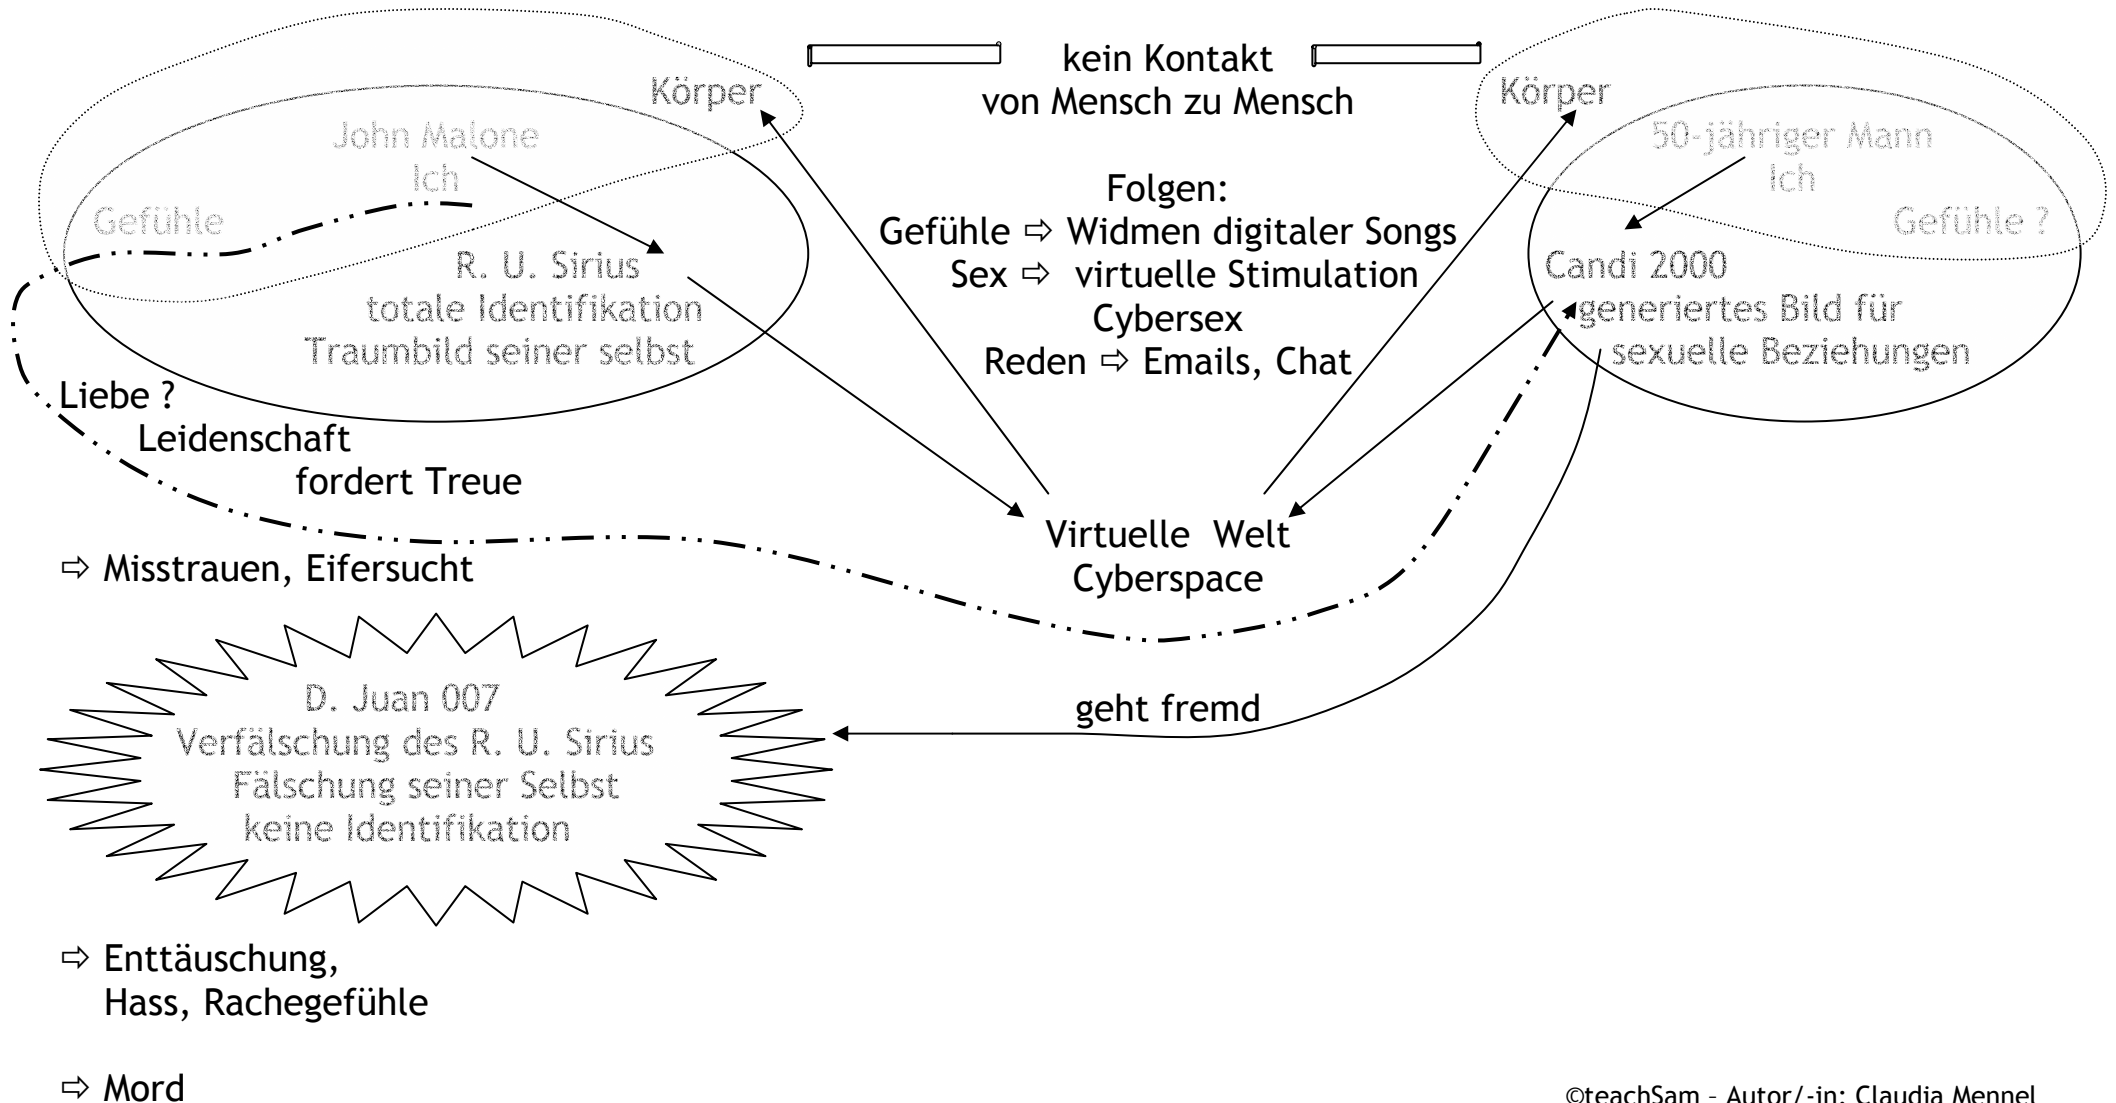 kein Kontakt
von Mensch zu Mensch
Körper
John Malone
Ich
Gefühle
R. U. Sirius
totale Identifikation
Traumbild seiner selbst
Folgen:
Gefühle ⇨ Widmen digitaler Songs
Sex ⇨ virtuelle Stimulation
Cybersex
Reden ⇨ Emails, Chat
Körper
50-jähriger Mann
Ich
Gefühle ?
Candi 2000
generiertes Bild für
sexuelle Beziehungen
Liebe ?
Leidenschaft
fordert Treue
Virtuelle Welt
Cyberspace
⇨ Misstrauen, Eifersucht
geht fremd
D. Juan 007
Verfälschung des R. U. Sirius
Fälschung seiner Selbst
keine Identifikation
⇨ Enttäuschung,
Hass, Rachegefühle
⇨ Mord
©teachSam – Autor/-in: Claudia Mennel